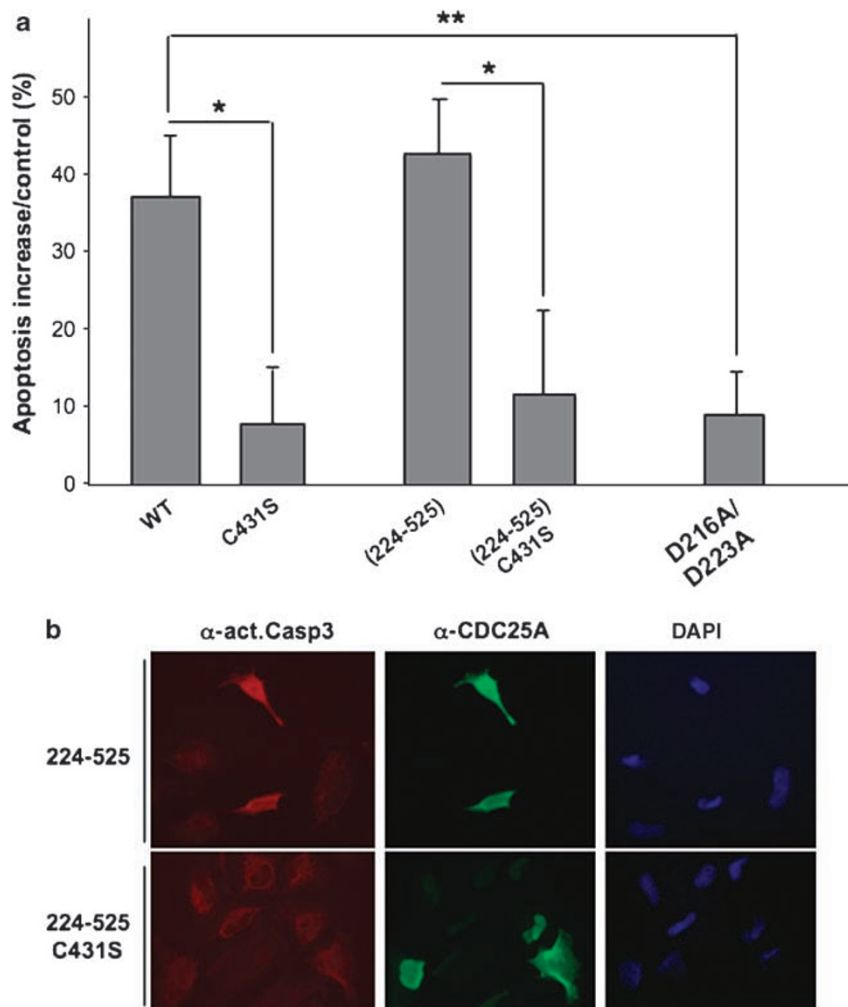 a
**
*
*
Apoptosis increase/control (%)
50
40
30
20
10
0
WT
C431S
(224-525)
(224-525)
C431S
D216A/
D223A
b
α-act.Casp3
α-CDC25A
DAPI
224-525
224-525
C431S